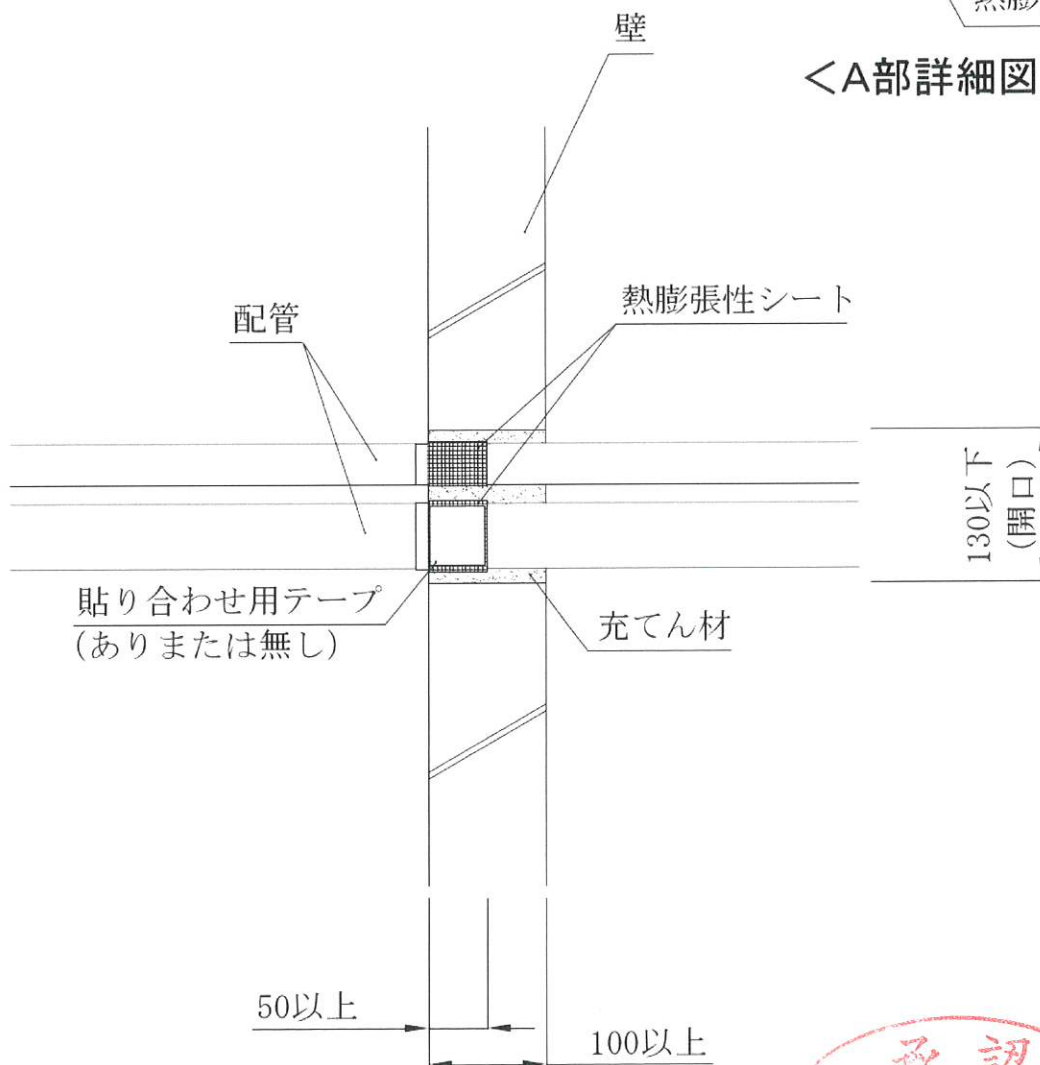 壁
<A部詳細図
配管
熱膨張性シート
130以下
(開口)
貼り合わせ用テープ
(ありまたは無し)
充てん材
50以上
100以上
承認